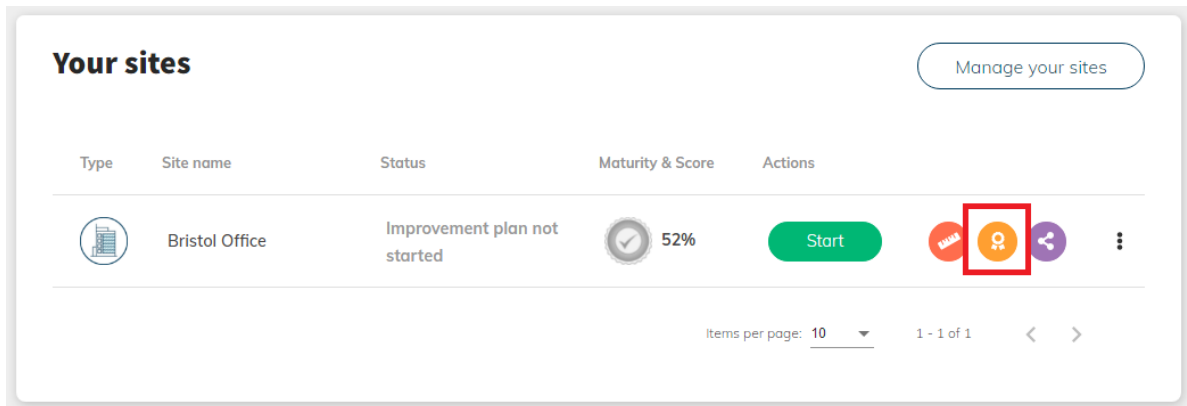 Your sites
Manage your sites
Type Site name Status Maturity & Score Actions
Bristol Office Improvement plan not started 52% Start
Items per page: 10 1 - 1 of 1